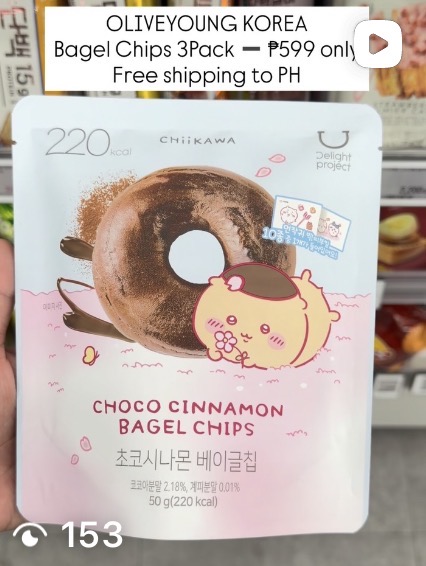 OLIVEYOUNG KOREA
Bagel Chips 3Pack — ₱599 only
Free shipping to PH
220 kcal
CHIIKAWA
Delight
project
CHOCO CINNAMON
BAGEL CHIPS
초코시나몬 베이글칩
코코아분말 2.18%, 계피분말 0.01%
50 g(220 kcal)
153